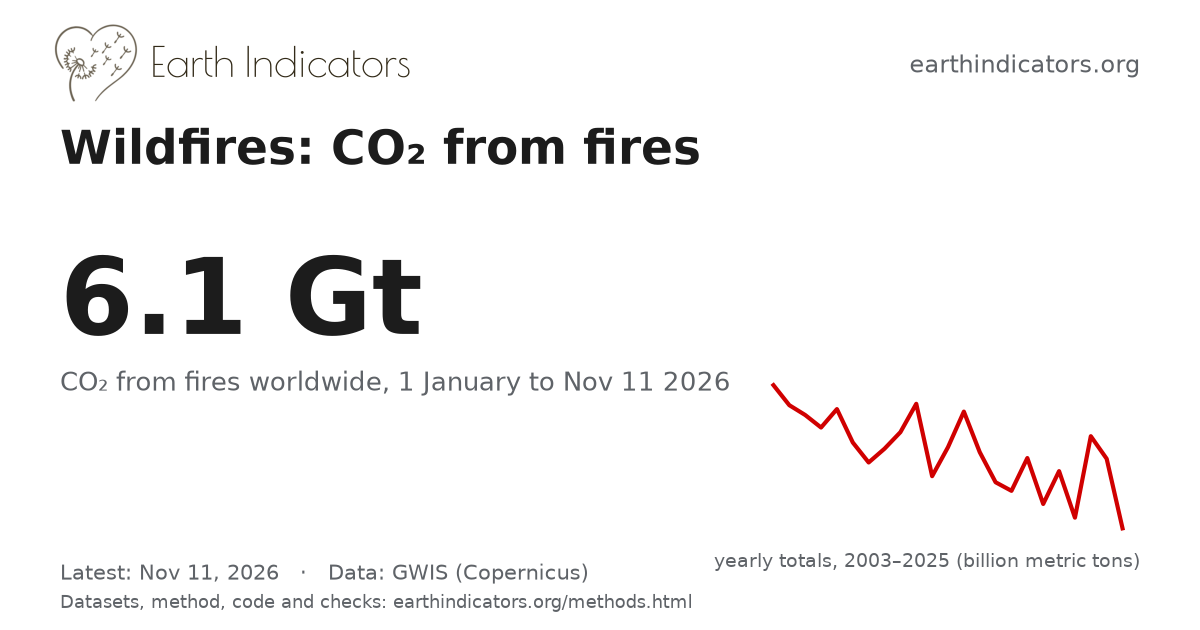 Earth Indicators
earthindicators.org
Wildfires: CO₂ from fires
6.1 Gt
CO₂ from fires worldwide, 1 January to Nov 11 2026
yearly totals, 2003–2025 (billion metric tons)
Latest: Nov 11, 2026 · Data: GWIS (Copernicus)
Datasets, method, code and checks: earthindicators.org/methods.html